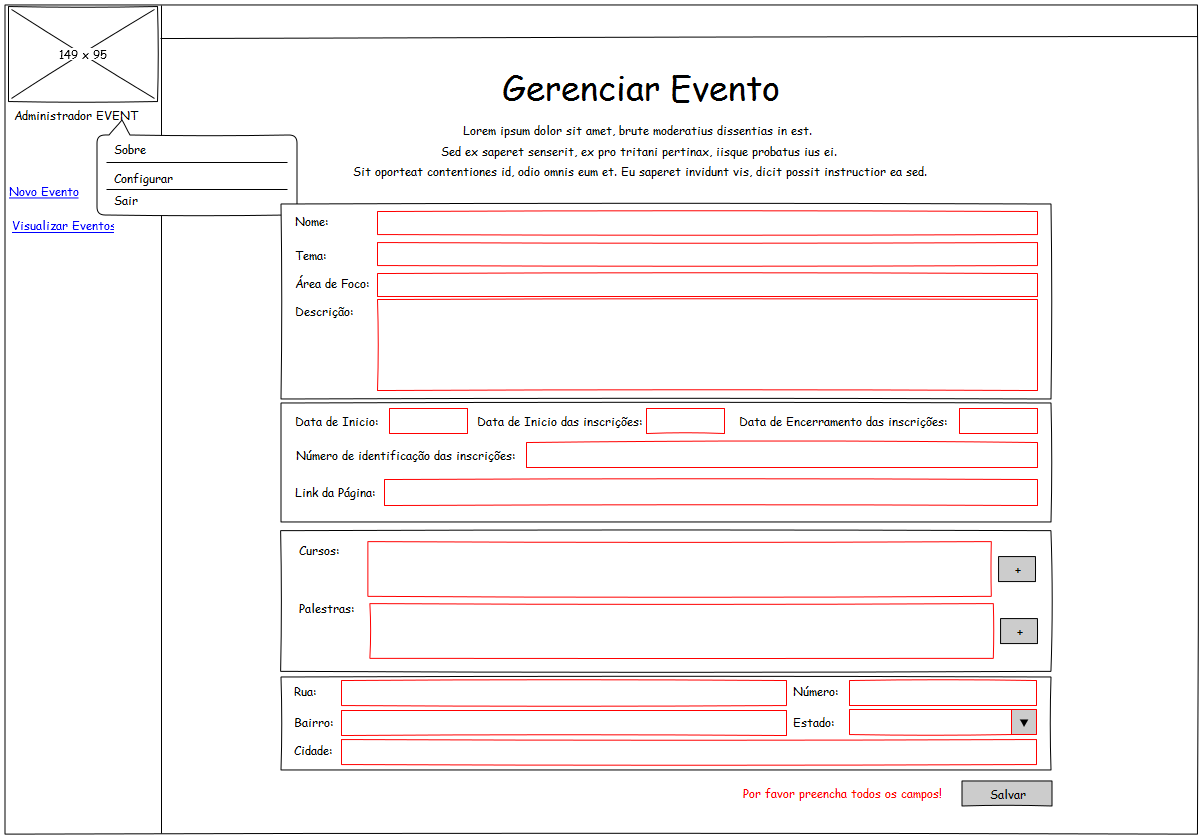 149 x 95
Administrador EVENT
Sobre
Configurar
Sair
Novo Evento
Visualizar Eventos
Gerenciar Evento
Lorem ipsum dolor sit amet, brute moderatius dissentias in est.
Sed ex saperet senserit, ex pro tritani pertinax, iisque probatus ius ei.
Sit oporteat contentiones id, odio omnis eum et. Eu saperet invidunt vis, dicit possit instructior ea sed.
Nome:
Tema:
Área de Foco:
Descrição:
Data de Inicio: Data de Inicio das inscrições: Data de Encerramento das inscrições:
Número de identificação das inscrições:
Link da Página:
Cursos:
+
Palestras:
+
Rua: Número:
Bairro: Estado: ▼
Cidade:
Por favor preencha todos os campos! Salvar